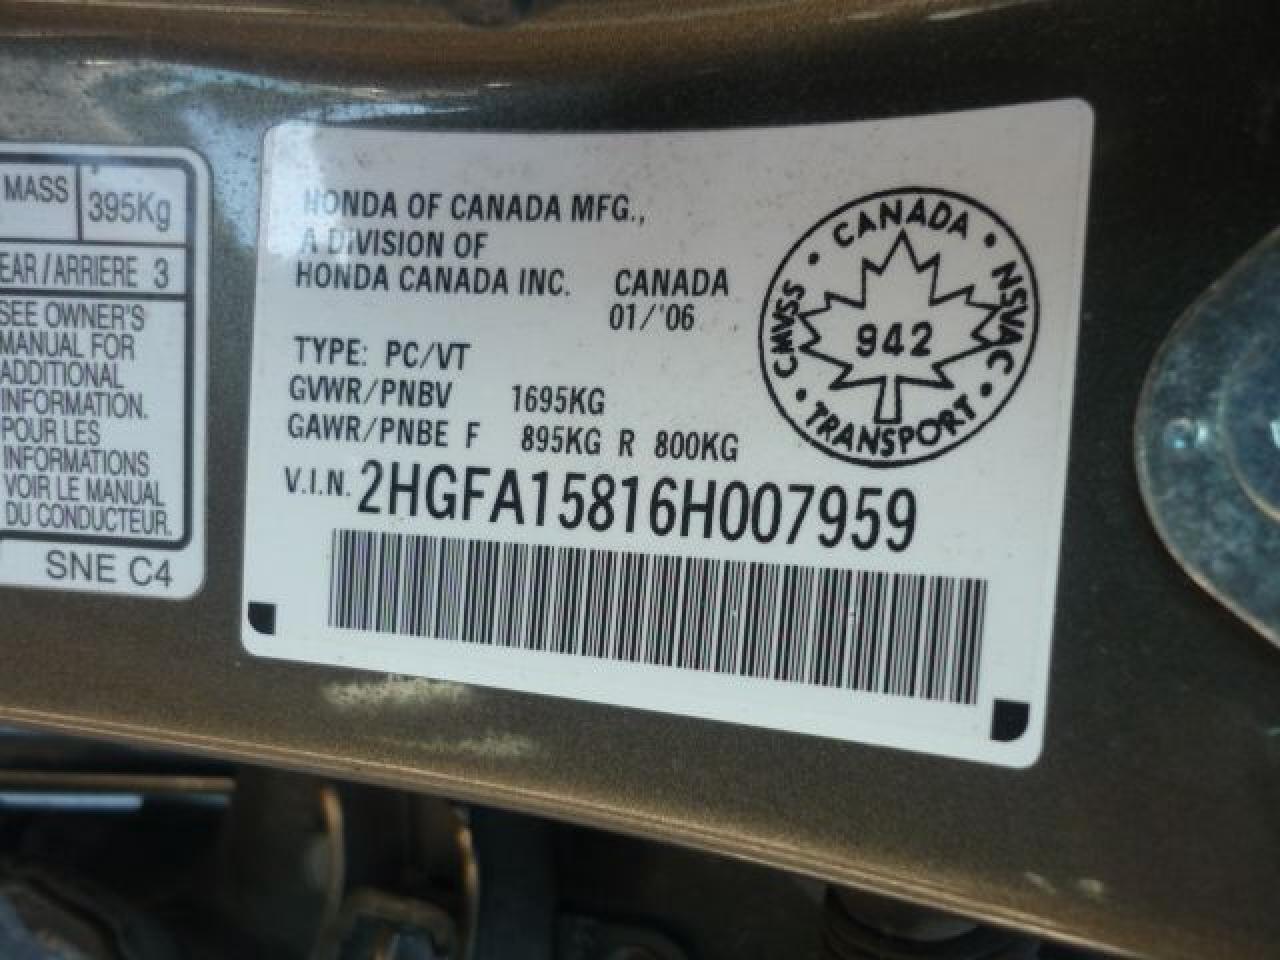 MASS 395Kg
EAR/ARRIERE 3
SEE OWNER'S
MANUAL FOR
ADDITIONAL
INFORMATION.
POUR LES
INFORMATIONS
VOIR LE MANUAL
DU CONDUCTEUR.
SNE C4
HONDA OF CANADA MFG.,
A DIVISION OF
HONDA CANADA INC. CANADA
01/'06
TYPE: PC/VT
GVWR/PNBV 1695KG
GAWR/PNBE F 895KG R 800KG
V.I.N. 2HGFA15816H007959
CANADA
NSVAC
TRANSPORT
CMVSS
942